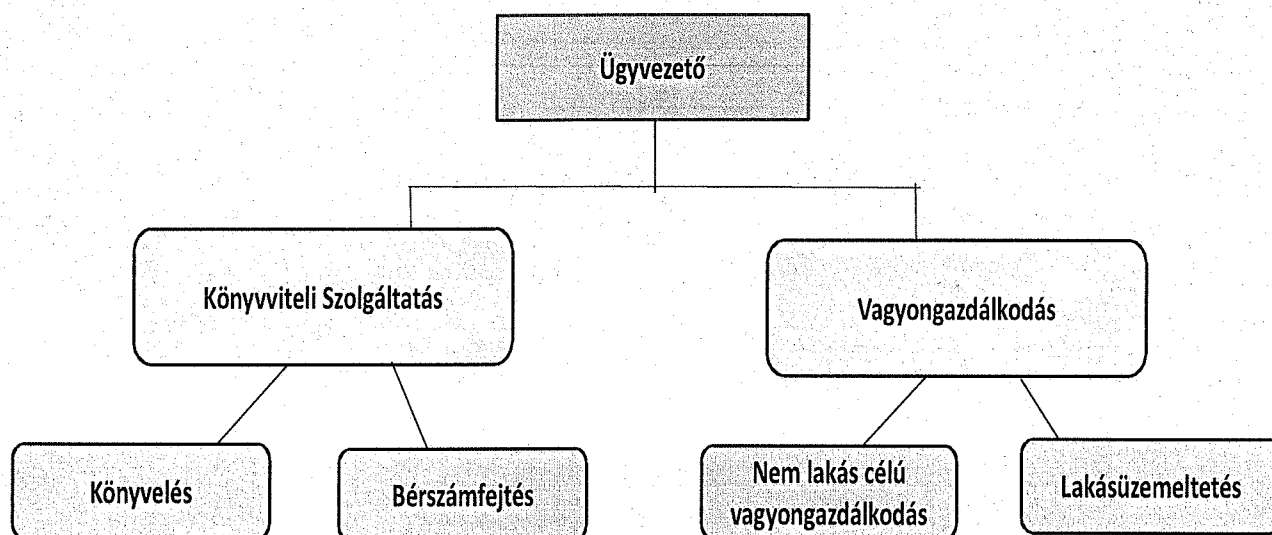 Ügyvezető
Könyvviteli Szolgáltatás
Vagyongazdálkodás
Könyvelés
Bérszámfejtés
Nem lakás célú
vagyongazdálkodás
Lakásüzemeltetés